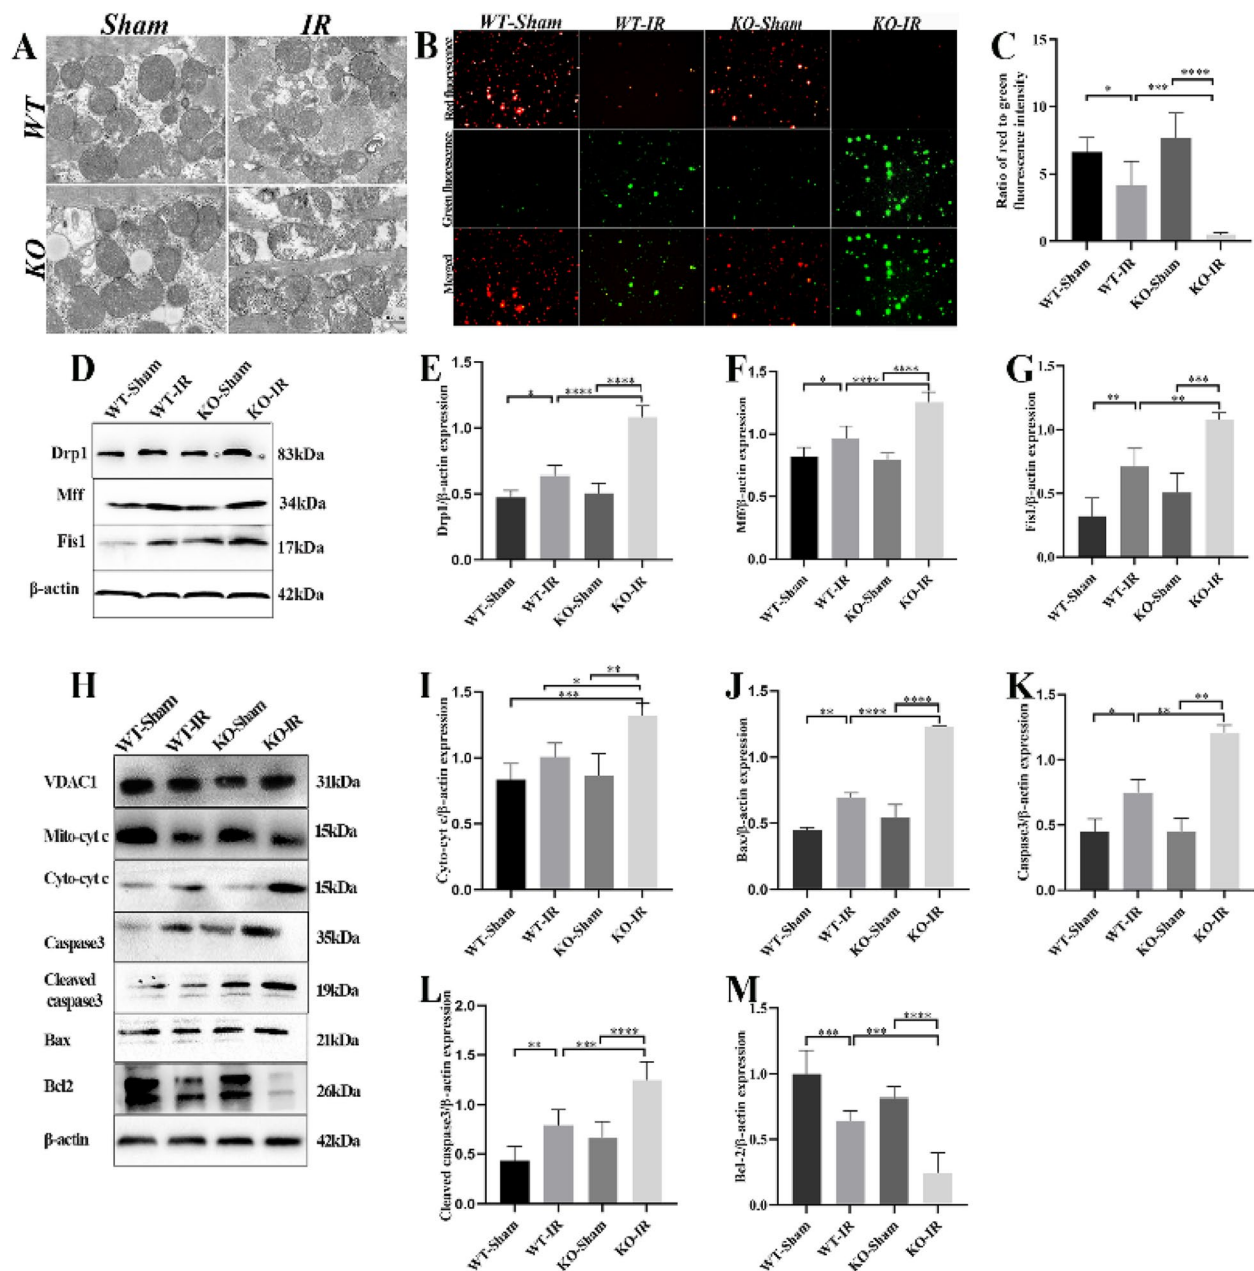 A
Sham
IR
WT
KO
B
WT-Sham
WT-IR
KO-Sham
KO-IR
Red fluorescence
Green fluorescence
Merged
C
Ratio of red to green
fluorescence intensity
15
10
5
0
*
***
****
WT-Sham
WT-IR
KO-Sham
KO-IR
D
WT-Sham
WT-IR
KO-Sham
KO-IR
Drp1
83kDa
Mff
34kDa
Fis1
17kDa
β-actin
42kDa
E
Drp1/β-actin expression
1.5
1.0
0.5
0.0
*
****
****
WT-Sham
WT-IR
KO-Sham
KO-IR
F
Mff/β-actin expression
1.5
1.0
0.5
0.0
*
****
****
WT-Sham
WT-IR
KO-Sham
KO-IR
G
Fis1/β-actin expression
1.5
1.0
0.5
0.0
**
**
***
WT-Sham
WT-IR
KO-Sham
KO-IR
H
WT-Sham
WT-IR
KO-Sham
KO-IR
VDAC1
31kDa
Mito-cyt c
15kDa
Cyto-cyt c
15kDa
Caspase3
35kDa
Cleaved
caspase3
19kDa
Bax
21kDa
Bcl2
26kDa
β-actin
42kDa
I
Cyto-cyt c/β-actin expression
1.5
1.0
0.5
0.0
***
*
**
WT-Sham
WT-IR
KO-Sham
KO-IR
J
Bax/β-actin expression
1.5
1.0
0.5
0.0
**
****
****
WT-Sham
WT-IR
KO-Sham
KO-IR
K
Caspase3/β-actin expression
1.5
1.0
0.5
0.0
*
**
**
WT-Sham
WT-IR
KO-Sham
KO-IR
L
Cleaved caspase3/β-actin expression
2.0
1.5
1.0
0.5
0.0
**
***
****
WT-Sham
WT-IR
KO-Sham
KO-IR
M
Bcl-2/β-actin expression
1.5
1.0
0.5
0.0
***
***
****
WT-Sham
WT-IR
KO-Sham
KO-IR